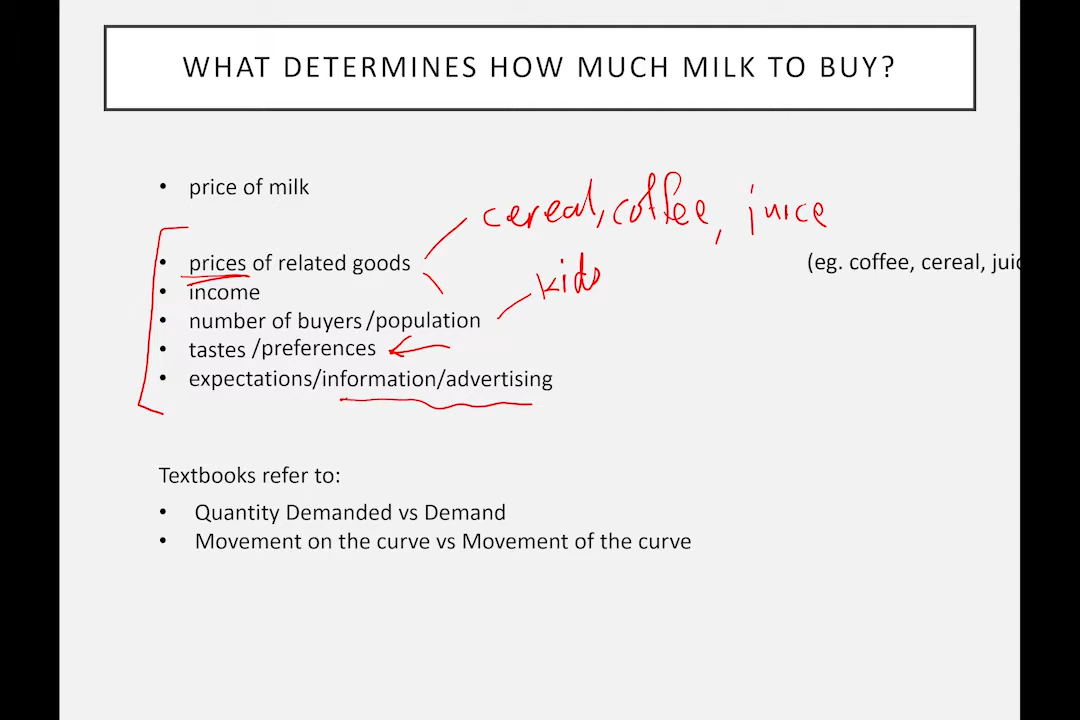 WHAT DETERMINES HOW MUCH MILK TO BUY?
• price of milk
cereal, coffee, juice
• prices of related goods (eg. coffee, cereal, juic
kids
• income
• number of buyers/population
• tastes/preferences
• expectations/information/advertising
Textbooks refer to:
• Quantity Demanded vs Demand
• Movement on the curve vs Movement of the curve